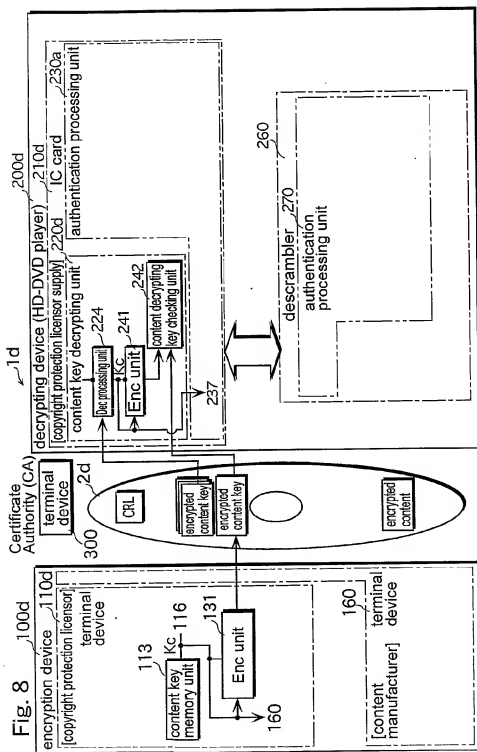 Fig. 8
1d
100d
encryption device
110d
[copyright protection licensor]
terminal device
113
content key memory unit
Kc
116
131
Enc unit
160
160
terminal device
[content manufacturer]
Certificate Authority (CA)
terminal device
300
2d
CRL
encrypted content key
encrypted content key
encrypted content
200d
decrypting device (HD-DVD player)
210d
[copyright protection licensor supply]
IC card
220d
230a
content key decrypting unit
authentication processing unit
224
Dec processing unit
Kc
241
Enc unit
242
content decrypting key checking unit
237
260
descrambler
270
authentication processing unit